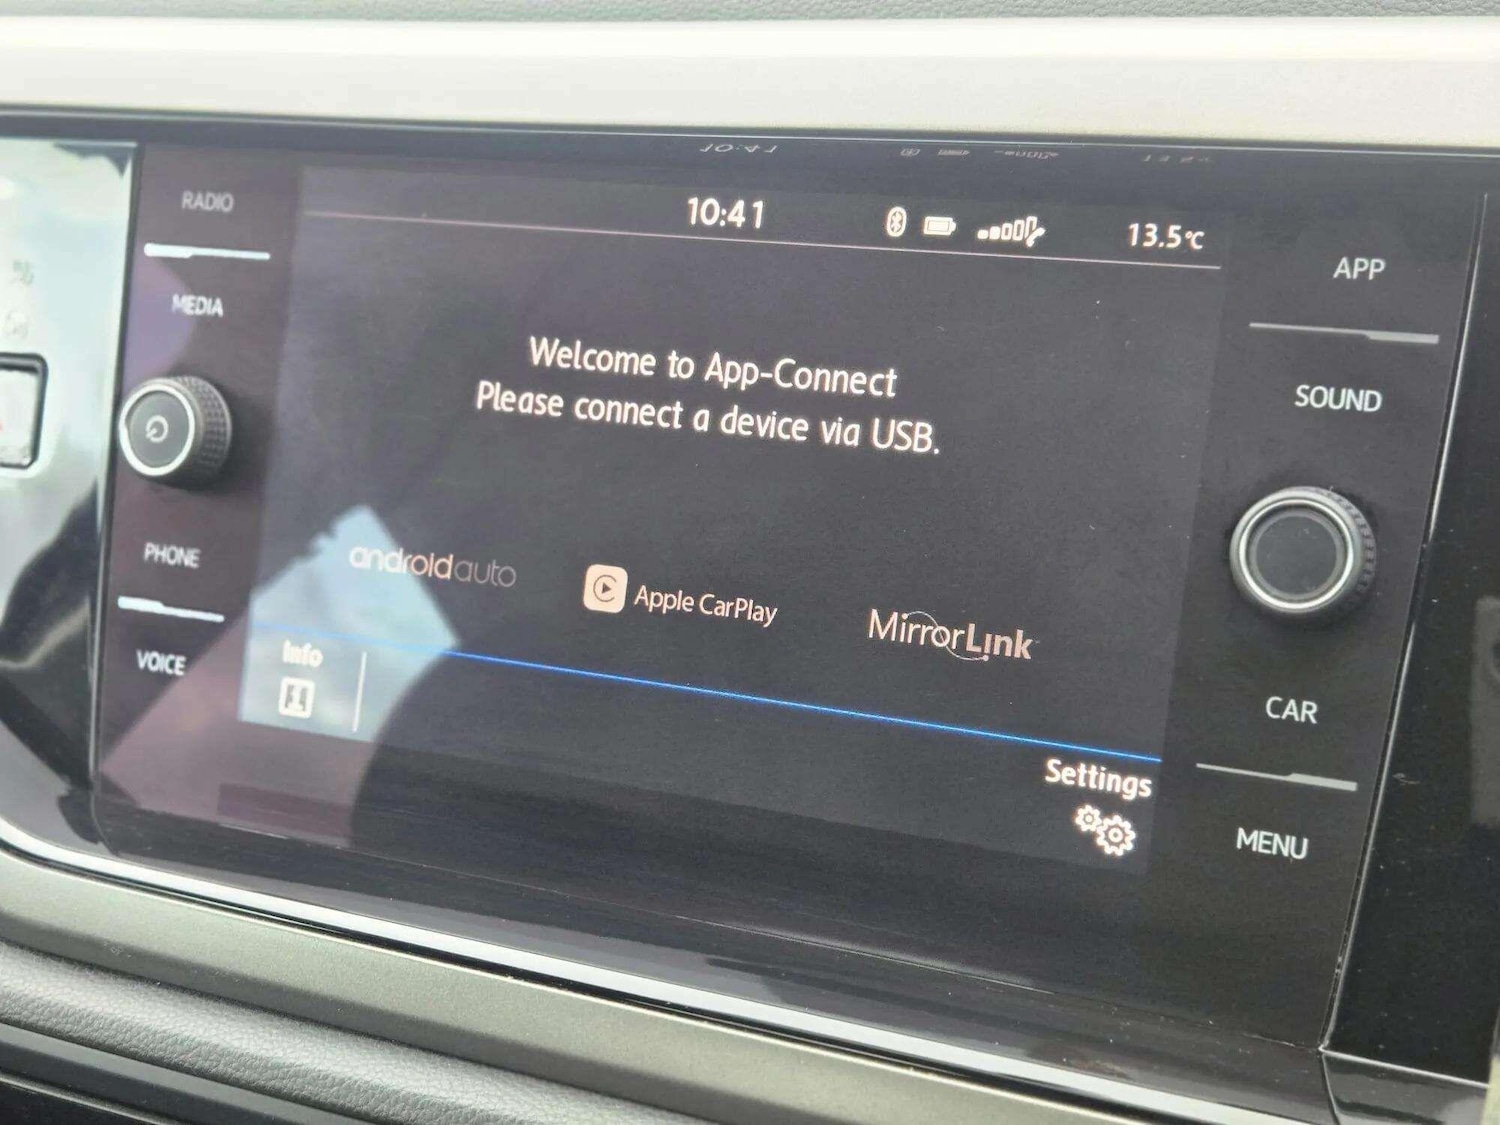 RADIO
MEDIA
PHONE
VOICE
10:41
13.5°C
Welcome to App-Connect
Please connect a device via USB.
androidauto
Apple CarPlay
MirrorLink
Info
Settings
APP
SOUND
CAR
MENU